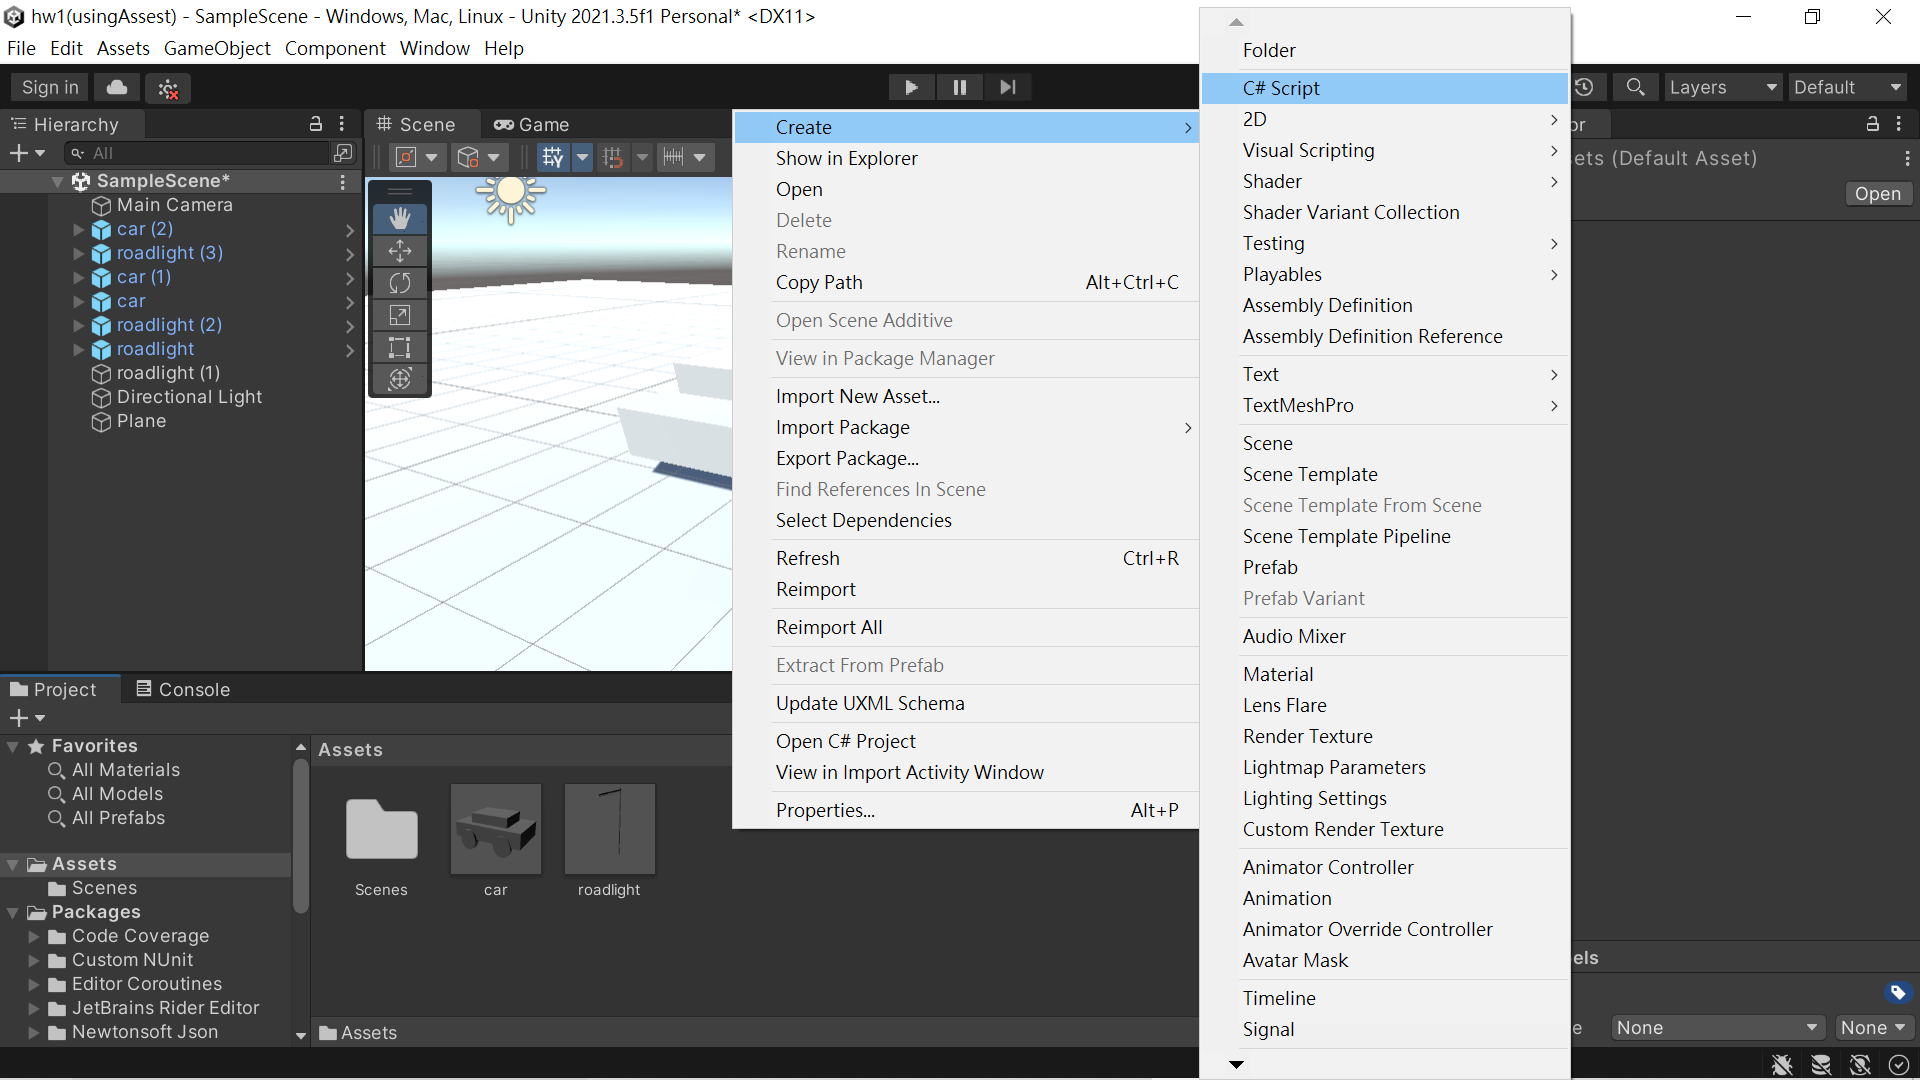 hw1(usingAssest) - SampleScene - Windows, Mac, Linux - Unity 2021.3.5f1 Personal* <DX11>
File Edit Assets GameObject Component Window Help
Sign in
Layers
Default
Hierarchy
All
SampleScene*
Main Camera
car (2)
roadlight (3)
car (1)
car
roadlight (2)
roadlight
roadlight (1)
Directional Light
Plane
Scene
Game
Create
Show in Explorer
Open
Delete
Rename
Copy Path Alt+Ctrl+C
Open Scene Additive
View in Package Manager
Import New Asset...
Import Package
Export Package...
Find References In Scene
Select Dependencies
Refresh Ctrl+R
Reimport
Reimport All
Extract From Prefab
Update UXML Schema
Open C# Project
View in Import Activity Window
Properties... Alt+P
Folder
C# Script
2D
Visual Scripting
Shader
Shader Variant Collection
Testing
Playables
Assembly Definition
Assembly Definition Reference
Text
TextMeshPro
Scene
Scene Template
Scene Template From Scene
Scene Template Pipeline
Prefab
Prefab Variant
Audio Mixer
Material
Lens Flare
Render Texture
Lightmap Parameters
Lighting Settings
Custom Render Texture
Animator Controller
Animation
Animator Override Controller
Avatar Mask
Timeline
Signal
or
ets (Default Asset)
Open
els
e None None
Project
Console
Favorites
All Materials
All Models
All Prefabs
Assets
Scenes
Packages
Code Coverage
Custom NUnit
Editor Coroutines
JetBrains Rider Editor
Newtonsoft Json
Assets
Scenes
car
roadlight
Assets